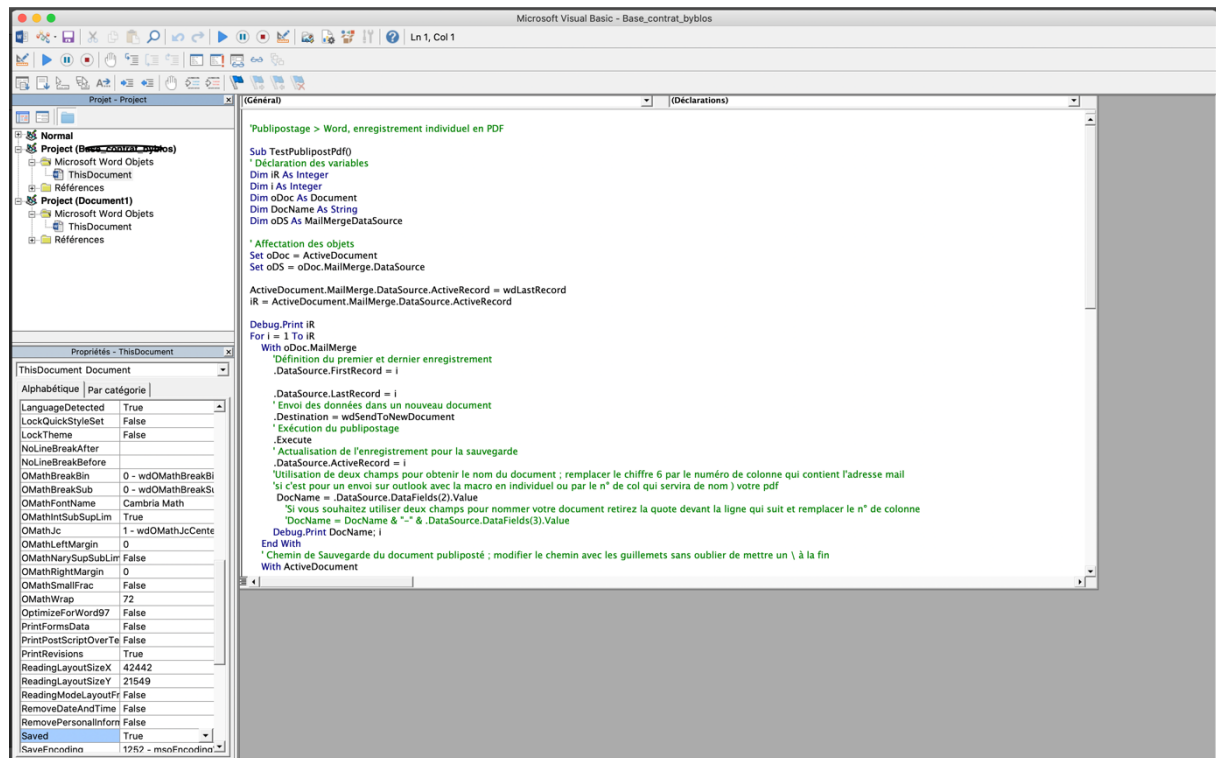 Microsoft Visual Basic - Base_contrat_byblos
Ln 1, Col 1
Projet - Project
Normal
Project (Base_contrat_byblos)
Microsoft Word Objets
ThisDocument
Références
Project (Document1)
Microsoft Word Objets
ThisDocument
Références
Propriétés - ThisDocument
ThisDocument Document
Alphabétique Par catégorie
LanguageDetected True
LockQuickStyleSet False
LockTheme False
NoLineBreakAfter
NoLineBreakBefore
OMathBreakBin 0 - wdOMathBreakBi
OMathBreakSub 0 - wdOMathBreakSu
OMathFontName Cambria Math
OMathIntSubSupLim True
OMathJc 1 - wdOMathJcCente
OMathLeftMargin 0
OMathNarySupSubLim False
OMathRightMargin 0
OMathSmallFrac False
OMathWrap 72
OptimizeForWord97 False
PrintFormsData False
PrintPostScriptOverTe False
PrintRevisions True
ReadingLayoutSizeX 42442
ReadingLayoutSizeY 21549
ReadingModeLayoutFr False
RemoveDateAndTime False
RemovePersonalInform False
Saved True
SaveEncoding 1252 - msoEncoding
(Général) (Déclarations)
'Publipostage > Word, enregistrement individuel en PDF
Sub TestPublipostPdf()
' Déclaration des variables
Dim iR As Integer
Dim i As Integer
Dim oDoc As Document
Dim DocName As String
Dim oDS As MailMergeDataSource
' Affectation des objets
Set oDoc = ActiveDocument
Set oDS = oDoc.MailMerge.DataSource
ActiveDocument.MailMerge.DataSource.ActiveRecord = wdLastRecord
iR = ActiveDocument.MailMerge.DataSource.ActiveRecord
Debug.Print iR
For i = 1 To iR
With oDoc.MailMerge
'Définition du premier et dernier enregistrement
.DataSource.FirstRecord = i
.DataSource.LastRecord = i
' Envoi des données dans un nouveau document
.Destination = wdSendToNewDocument
' Exécution du publipostage
.Execute
' Actualisation de l'enregistrement pour la sauvegarde
.DataSource.ActiveRecord = i
'Utilisation de deux champs pour obtenir le nom du document ; remplacer le chiffre 6 par le numéro de colonne qui contient l'adresse mail
'si c'est pour un envoi sur outlook avec la macro en individuel ou par le n° de col qui servira de nom ) votre pdf
DocName = .DataSource.DataFields(2).Value
'Si vous souhaitez utiliser deux champs pour nommer votre document retirez la quote devant la ligne qui suit et remplacer le n° de colonne
'DocName = DocName & "-" & .DataSource.DataFields(3).Value
Debug.Print DocName; i
End With
' Chemin de Sauvegarde du document publiposté ; modifier le chemin avec les guillemets sans oublier de mettre un \ à la fin
With ActiveDocument